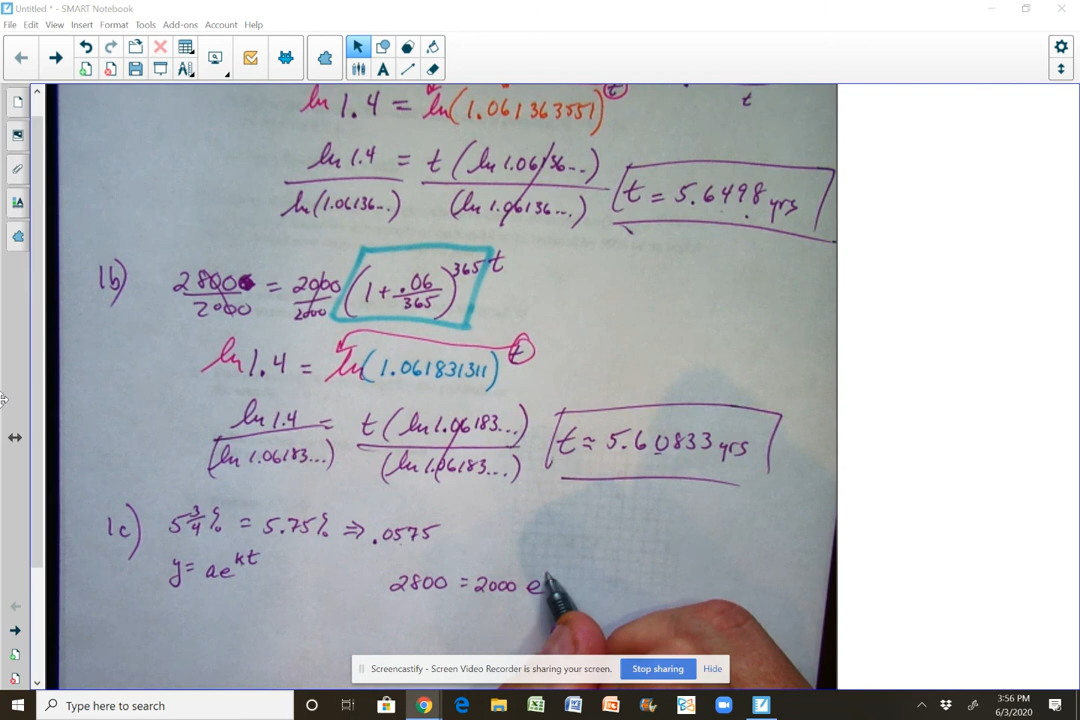 Untitled * - SMART Notebook
File Edit View Insert Format Tools Add-ons Account Help
ln 1.4 = ln(1.061363551)^t
t
ln 1.4 / ln(1.06136...) = t (ln 1.06136...) / (ln 1.06136...) t = 5.6498 yrs
1b) 2800 / 2000 = 2000 / 2000 (1 + .06 / 365)^365t
ln 1.4 = ln(1.061831311)^t
ln 1.4 / (ln 1.06183...) = t (ln 1.06183...) / (ln 1.06183...) t ≈ 5.60833 yrs
1c) 5 3/4 % = 5.75% ⇒ .0575
y = ae^kt
2800 = 2000 e
Screencastify - Screen Video Recorder is sharing your screen. Stop sharing Hide
Type here to search
3:56 PM
6/3/2020